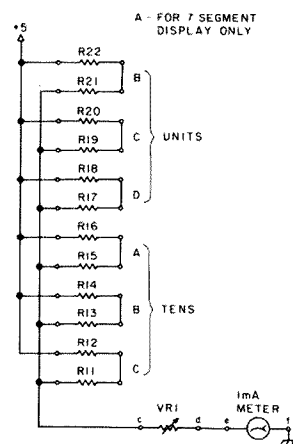 A - FOR 7 SEGMENT
DISPLAY ONLY
+5
R22
R21
B
R20
R19
C
UNITS
R18
R17
D
R16
R15
A
R14
R13
B
TENS
R12
R11
C
1mA
METER
VR1
c
d
e
f